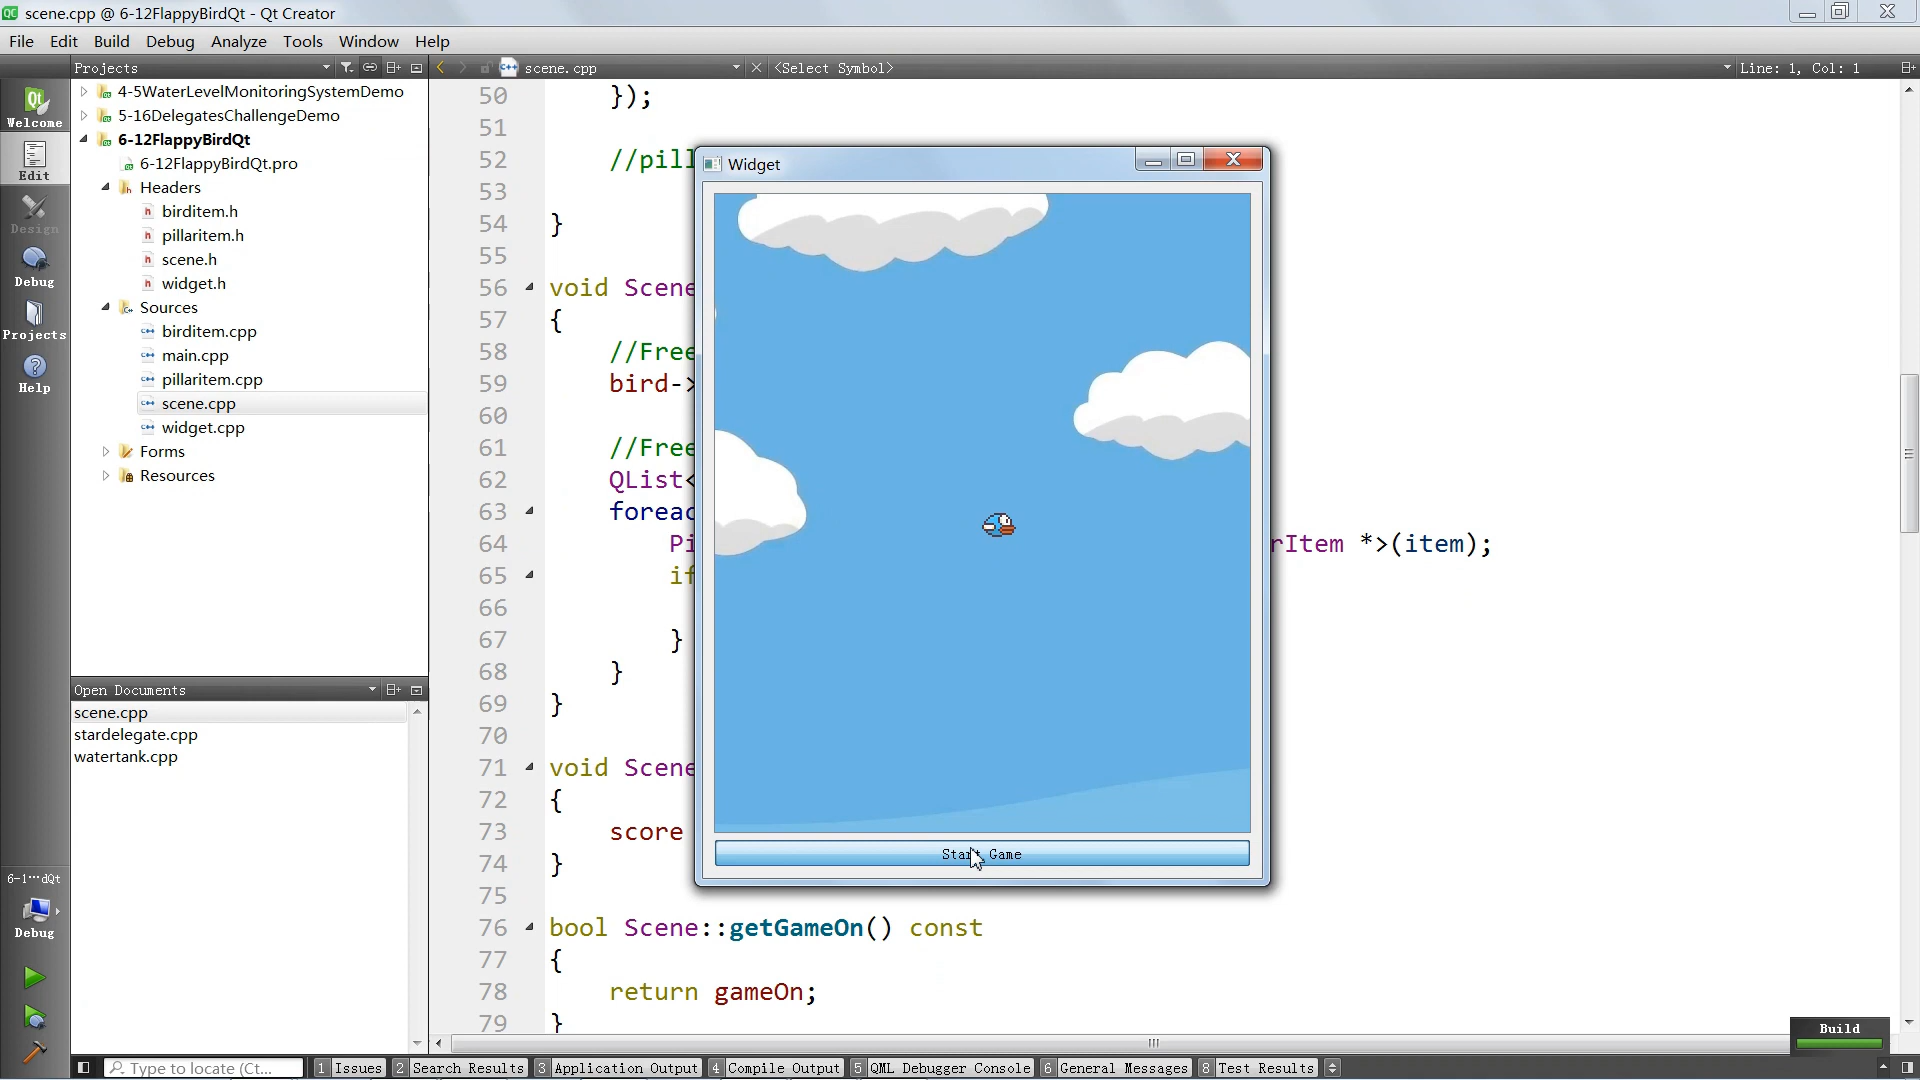 scene.cpp @ 6-12FlappyBirdQt - Qt Creator
File Edit Build Debug Analyze Tools Window Help
Projects
scene.cpp
<Select Symbol>
Line: 1, Col: 1
Welcome
Edit
Design
Debug
Projects
Help
4-5WaterLevelMonitoringSystemDemo
5-16DelegatesChallengeDemo
6-12FlappyBirdQt
6-12FlappyBirdQt.pro
Headers
birditem.h
pillaritem.h
scene.h
widget.h
Sources
birditem.cpp
main.cpp
pillaritem.cpp
scene.cpp
widget.cpp
Forms
Resources
Open Documents
scene.cpp
stardelegate.cpp
watertank.cpp
6-1···dQt
Debug
50 });
51
52 //pill
53
54 }
55
56 void Scene
57 {
58 //Free
59 bird->
60
61 //Free
62 QList<
63 foreac
64 Pi rItem *>(item);
65 if
66
67 }
68 }
69 }
70
71 void Scene
72 {
73 score
74 }
75
76 bool Scene::getGameOn() const
77 {
78 return gameOn;
79 }
Widget
Start Game
Build
Type to locate (Ct...
1 Issues 2 Search Results 3 Application Output 4 Compile Output 5 QML Debugger Console 6 General Messages 8 Test Results